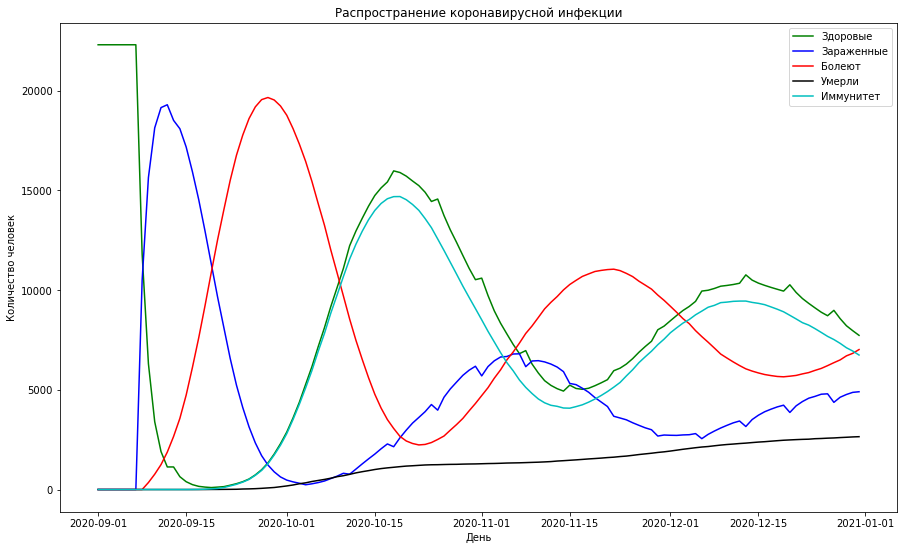 Распространение коронавирусной инфекции
Здоровые
Зараженные
Болеют
Умерли
Иммунитет
Количество человек
20000
15000
10000
5000
0
2020-09-01 2020-09-15 2020-10-01 2020-10-15 2020-11-01 2020-11-15 2020-12-01 2020-12-15 2021-01-01
День